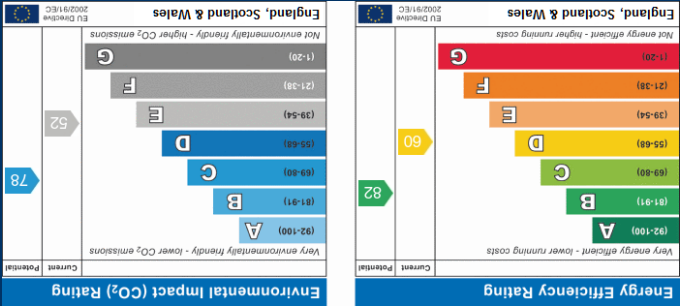 Energy Efficiency Rating
Current Potential
Very energy efficient - lower running costs
(92-100) A
(81-91) B
82
(69-80) C
(55-68) D
60
(39-54) E
(21-38) F
(1-20) G
Not energy efficient - higher running costs
England, Scotland & Wales
EU Directive
2002/91/EC
Environmental Impact (CO₂) Rating
Current Potential
Very environmentally friendly - lower CO₂ emissions
(92-100) A
(81-91) B
(69-80) C
78
(55-68) D
(39-54) E
52
(21-38) F
(1-20) G
Not environmentally friendly - higher CO₂ emissions
England, Scotland & Wales
EU Directive
2002/91/EC